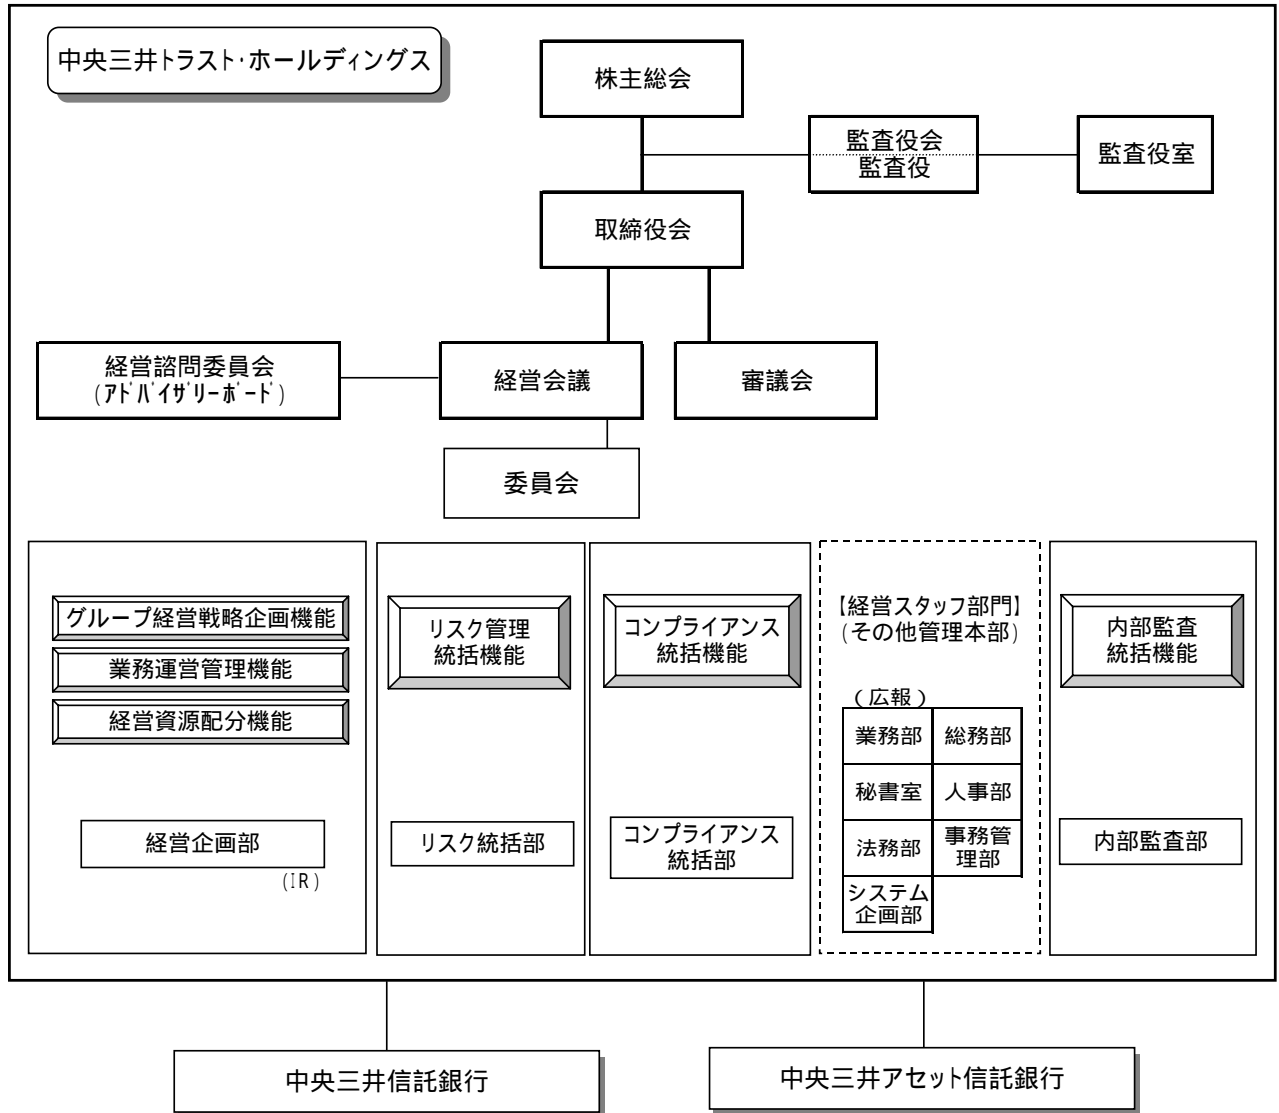 中央三井トラスト・ホールディングス
株主総会
監査役会
監査役
監査役室
取締役会
経営諮問委員会
(アドバイザリーボード)
経営会議
審議会
委員会
グループ経営戦略企画機能
業務運営管理機能
経営資源配分機能
経営企画部
(IR)
リスク管理
統括機能
リスク統括部
コンプライアンス
統括機能
コンプライアンス
統括部
【経営スタッフ部門】
(その他管理本部)
(広報)
業務部
総務部
秘書室
人事部
法務部
事務管
理部
システム
企画部
内部監査
統括機能
内部監査部
中央三井信託銀行
中央三井アセット信託銀行